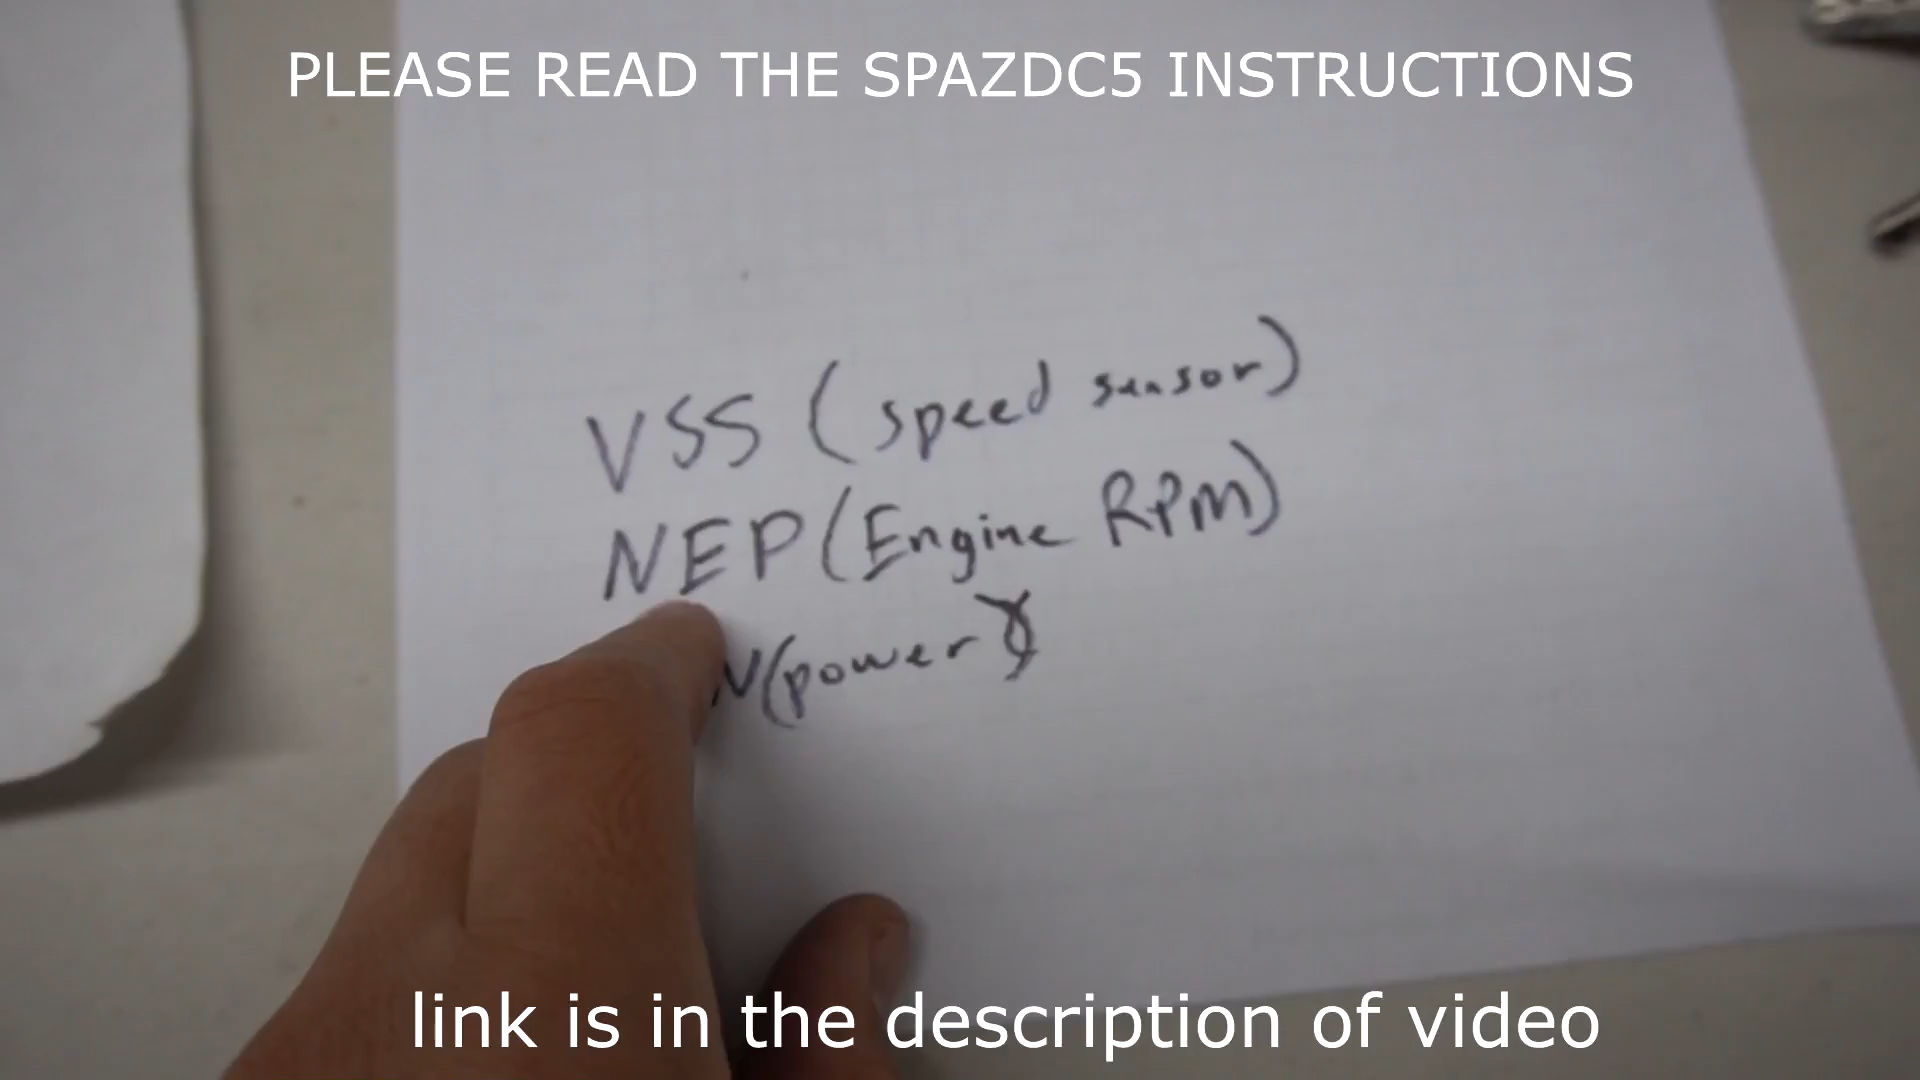 PLEASE READ THE SPAZDC5 INSTRUCTIONS
VSS (speed sensor)
NEP (Engine RPM)
(power)
link is in the description of video